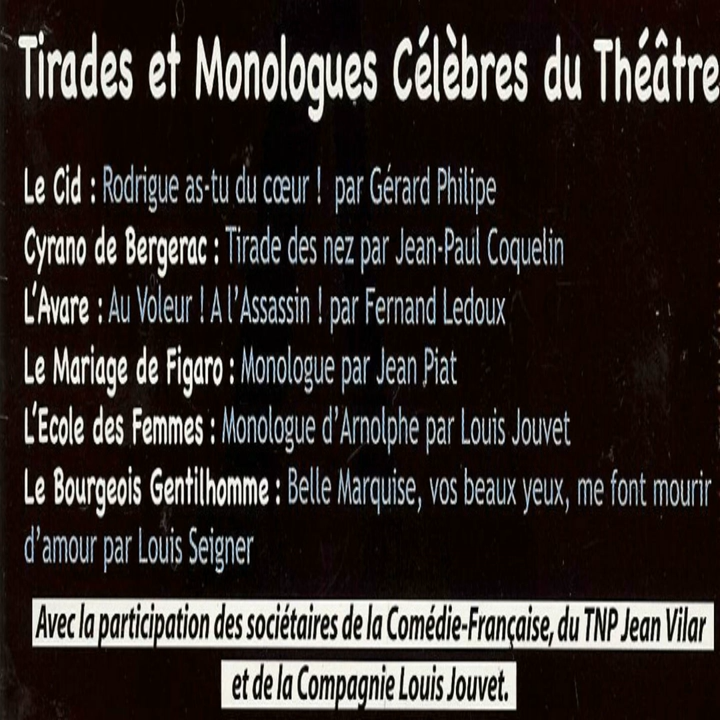 Tirades et Monologues Célèbres du Théâtre
Le Cid : Rodrigue as-tu du cœur ! par Gérard Philipe
Cyrano de Bergerac : Tirade des nez par Jean-Paul Coquelin
L'Avare : Au Voleur ! A l'Assassin ! par Fernand Ledoux
Le Mariage de Figaro : Monologue par Jean Piat
L'Ecole des Femmes : Monologue d'Arnolphe par Louis Jouvet
Le Bourgeois Gentilhomme : Belle Marquise, vos beaux yeux, me font mourir
d'amour par Louis Seigner
Avec la participation des sociétaires de la Comédie-Française, du TNP Jean Vilar
et de la Compagnie Louis Jouvet.